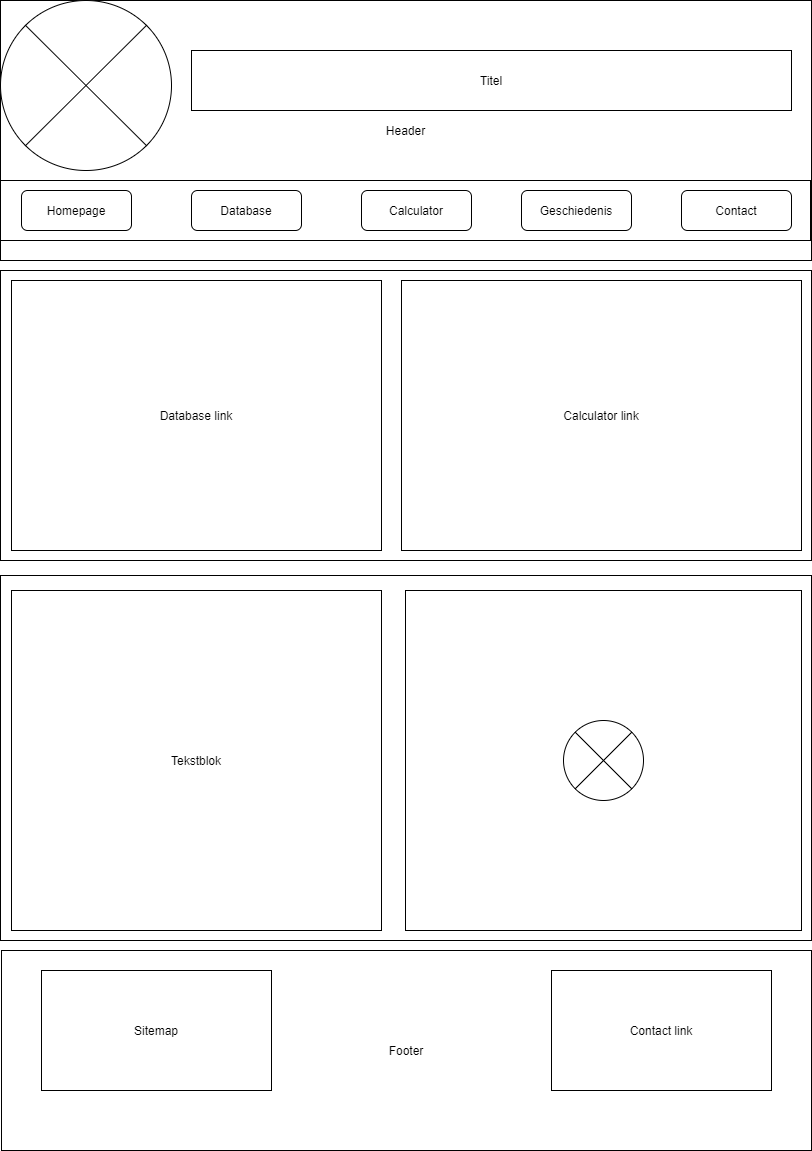 Titel
Header
Homepage
Database
Calculator
Geschiedenis
Contact
Database link
Calculator link
Tekstblok
Sitemap
Footer
Contact link